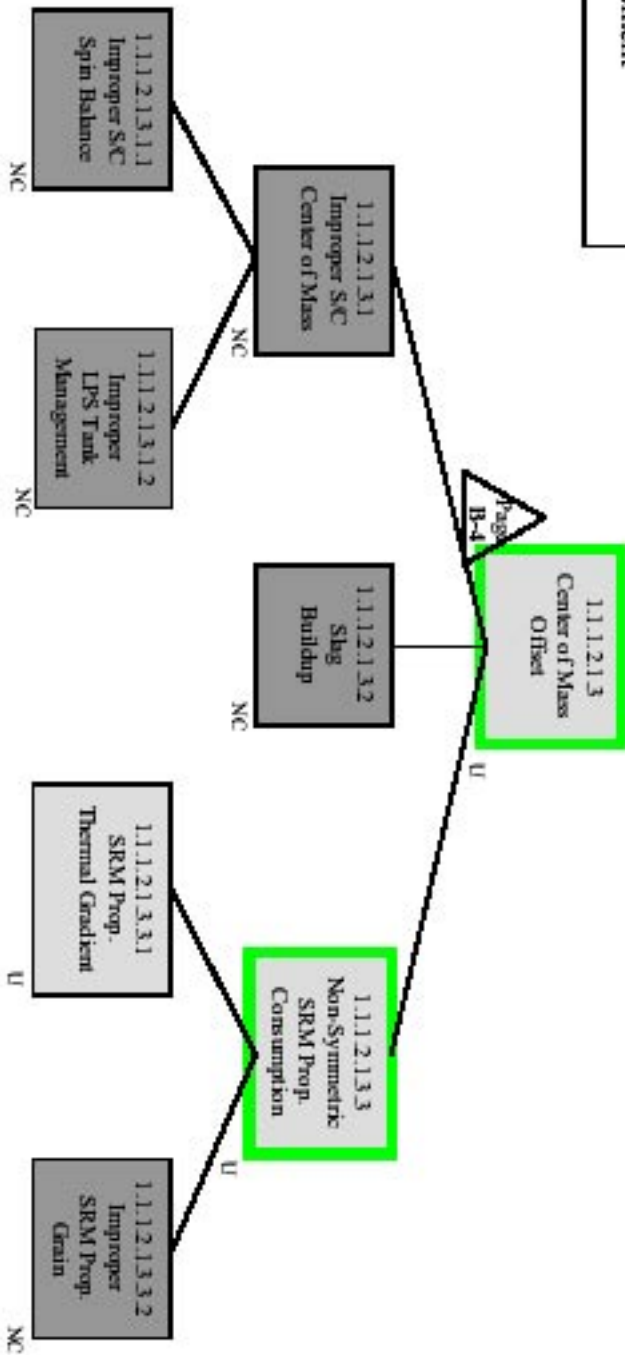 1.1.1.2.1.3
Center of Mass
Offset
U
Page
B-4
1.1.1.2.1.3.1
Improper S/C
Center of Mass
NC
1.1.1.2.1.3.2
Slag
Buildup
NC
1.1.1.2.1.3.3
Non-Symmetric
SRM Prop.
Consumption
U
1.1.1.2.1.3.1.1
Improper S/C
Spin Balance
NC
1.1.1.2.1.3.1.2
Improper
LPS Tank
Management
NC
1.1.1.2.1.3.3.1
SRM Prop.
Thermal Gradient
U
1.1.1.2.1.3.3.2
Improper
SRM Prop.
Grain
NC